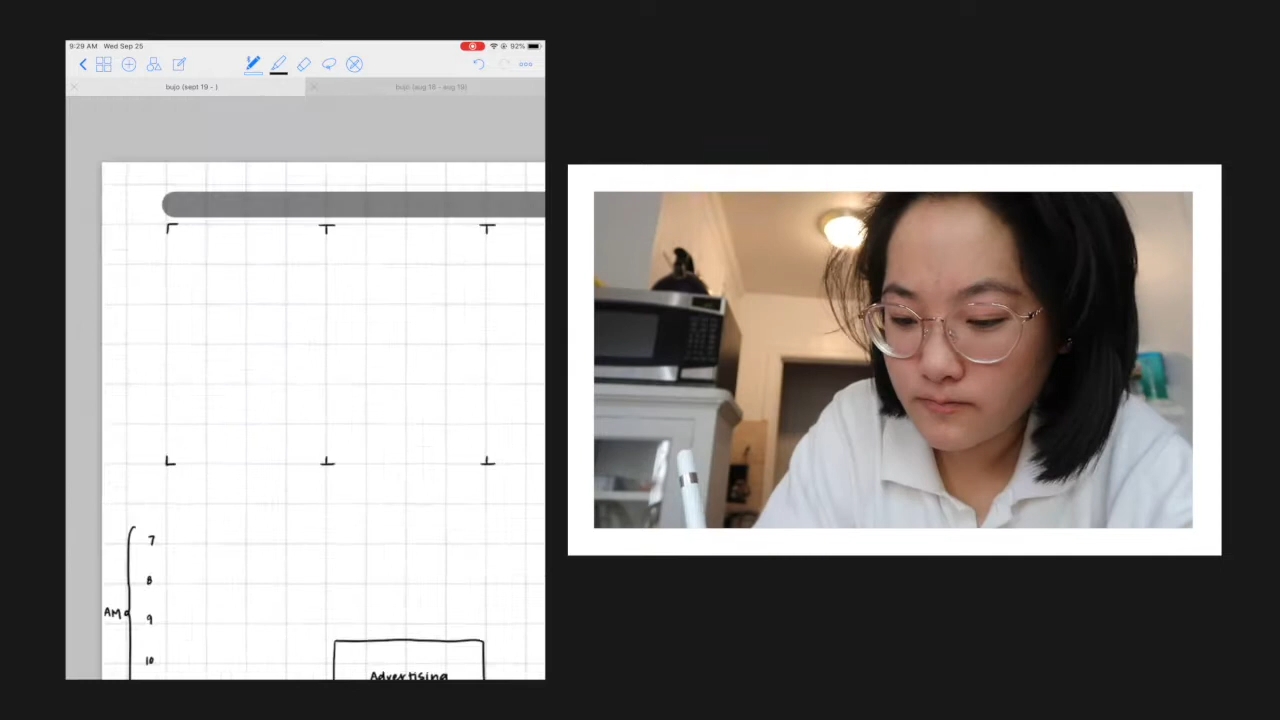 9:29 AM Wed Sep 25
92%
bujo (sept 19 - )
bujo (aug 18 - aug 19)
7
8
AM
9
10
Advertising